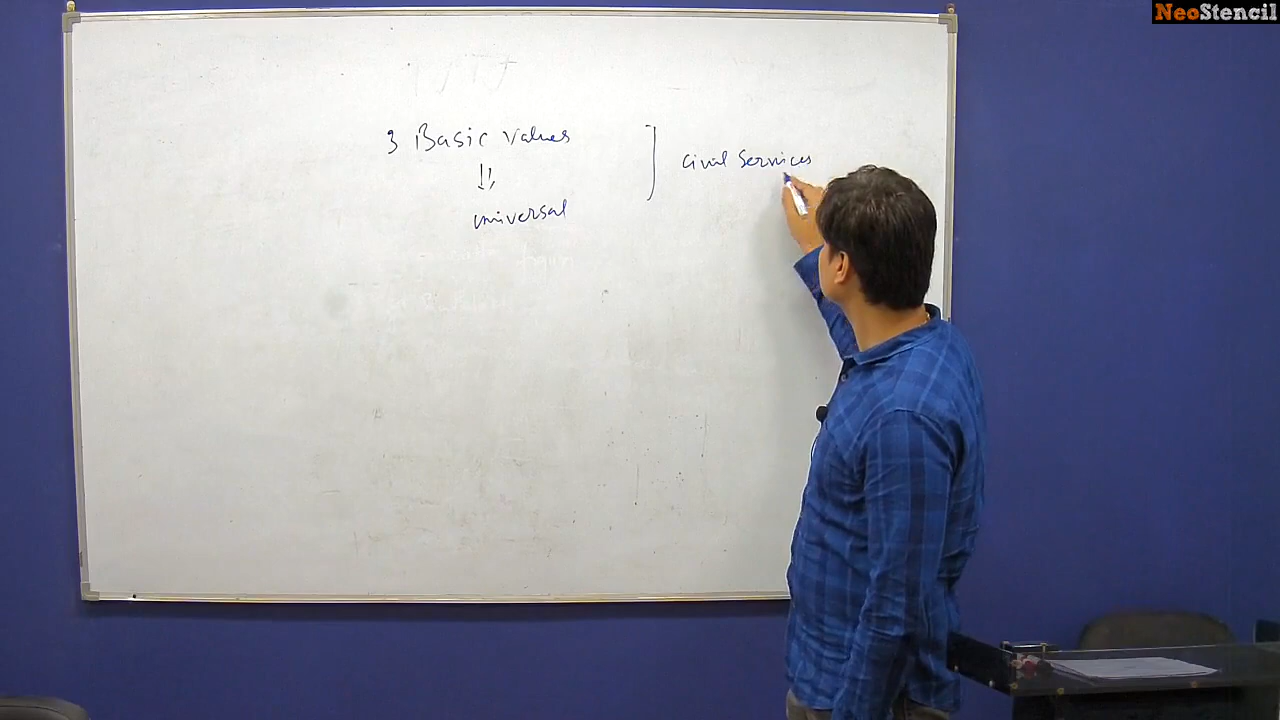 NeoStencil
3 Basic values
universal
Civil Services